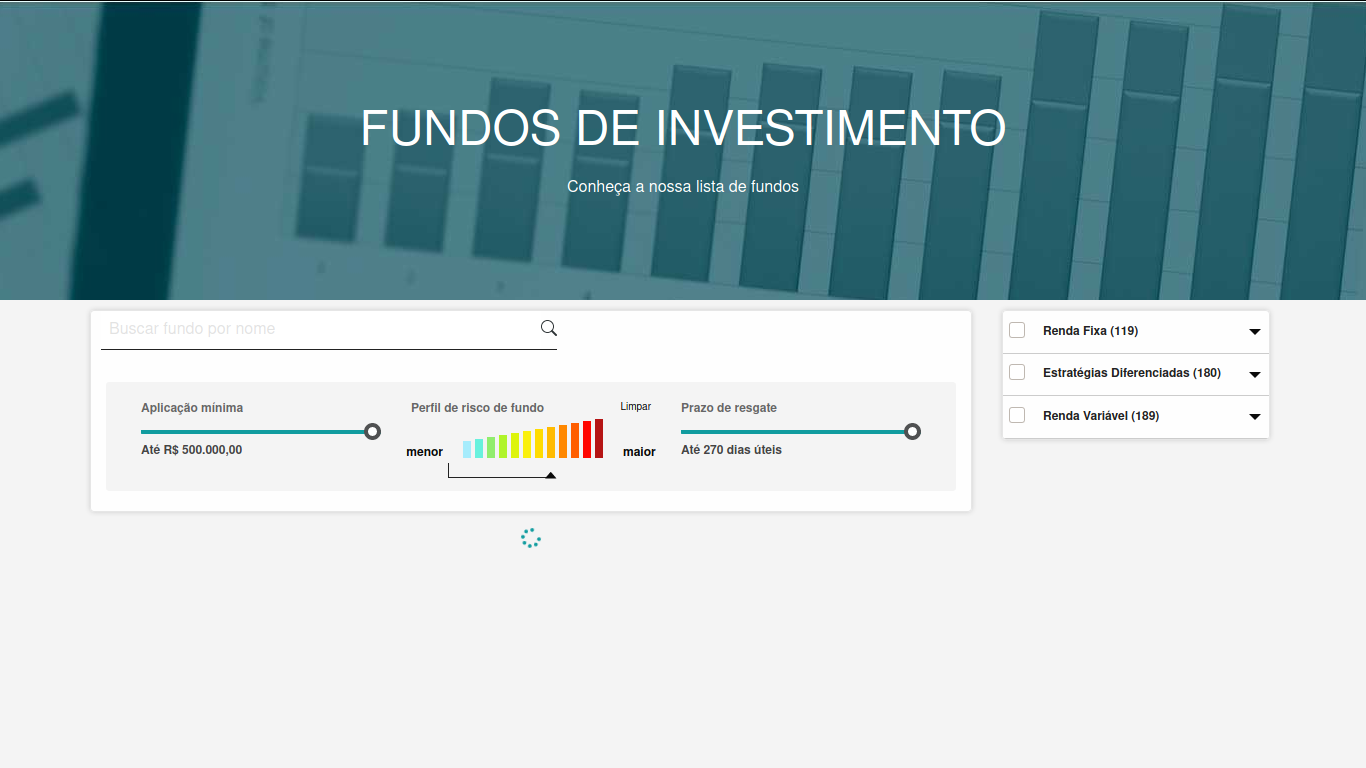 FUNDOS DE INVESTIMENTO
Conheça a nossa lista de fundos
Buscar fundo por nome
Aplicação mínima
Até R$ 500.000,00
Perfil de risco de fundo
Limpar
menor
maior
Prazo de resgate
Até 270 dias úteis
Renda Fixa (119)
Estratégias Diferenciadas (180)
Renda Variável (189)